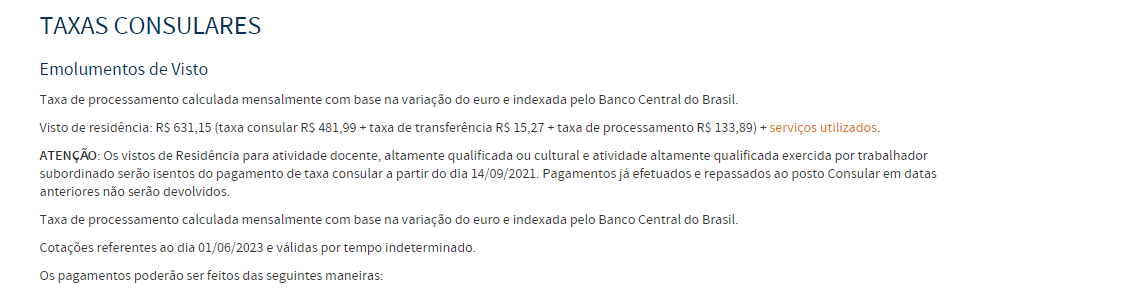 TAXAS CONSULARES
Emolumentos de Visto
Taxa de processamento calculada mensalmente com base na variação do euro e indexada pelo Banco Central do Brasil.
Visto de residência: R$ 631,15 (taxa consular R$ 481,99 + taxa de transferência R$ 15,27 + taxa de processamento R$ 133,89) + serviços utilizados.
ATENÇÃO: Os vistos de Residência para atividade docente, altamente qualificada ou cultural e atividade altamente qualificada exercida por trabalhador
subordinado serão isentos do pagamento de taxa consular a partir do dia 14/09/2021. Pagamentos já efetuados e repassados ao posto Consular em datas
anteriores não serão devolvidos.
Taxa de processamento calculada mensalmente com base na variação do euro e indexada pelo Banco Central do Brasil.
Cotações referentes ao dia 01/06/2023 e válidas por tempo indeterminado.
Os pagamentos poderão ser feitos das seguintes maneiras: